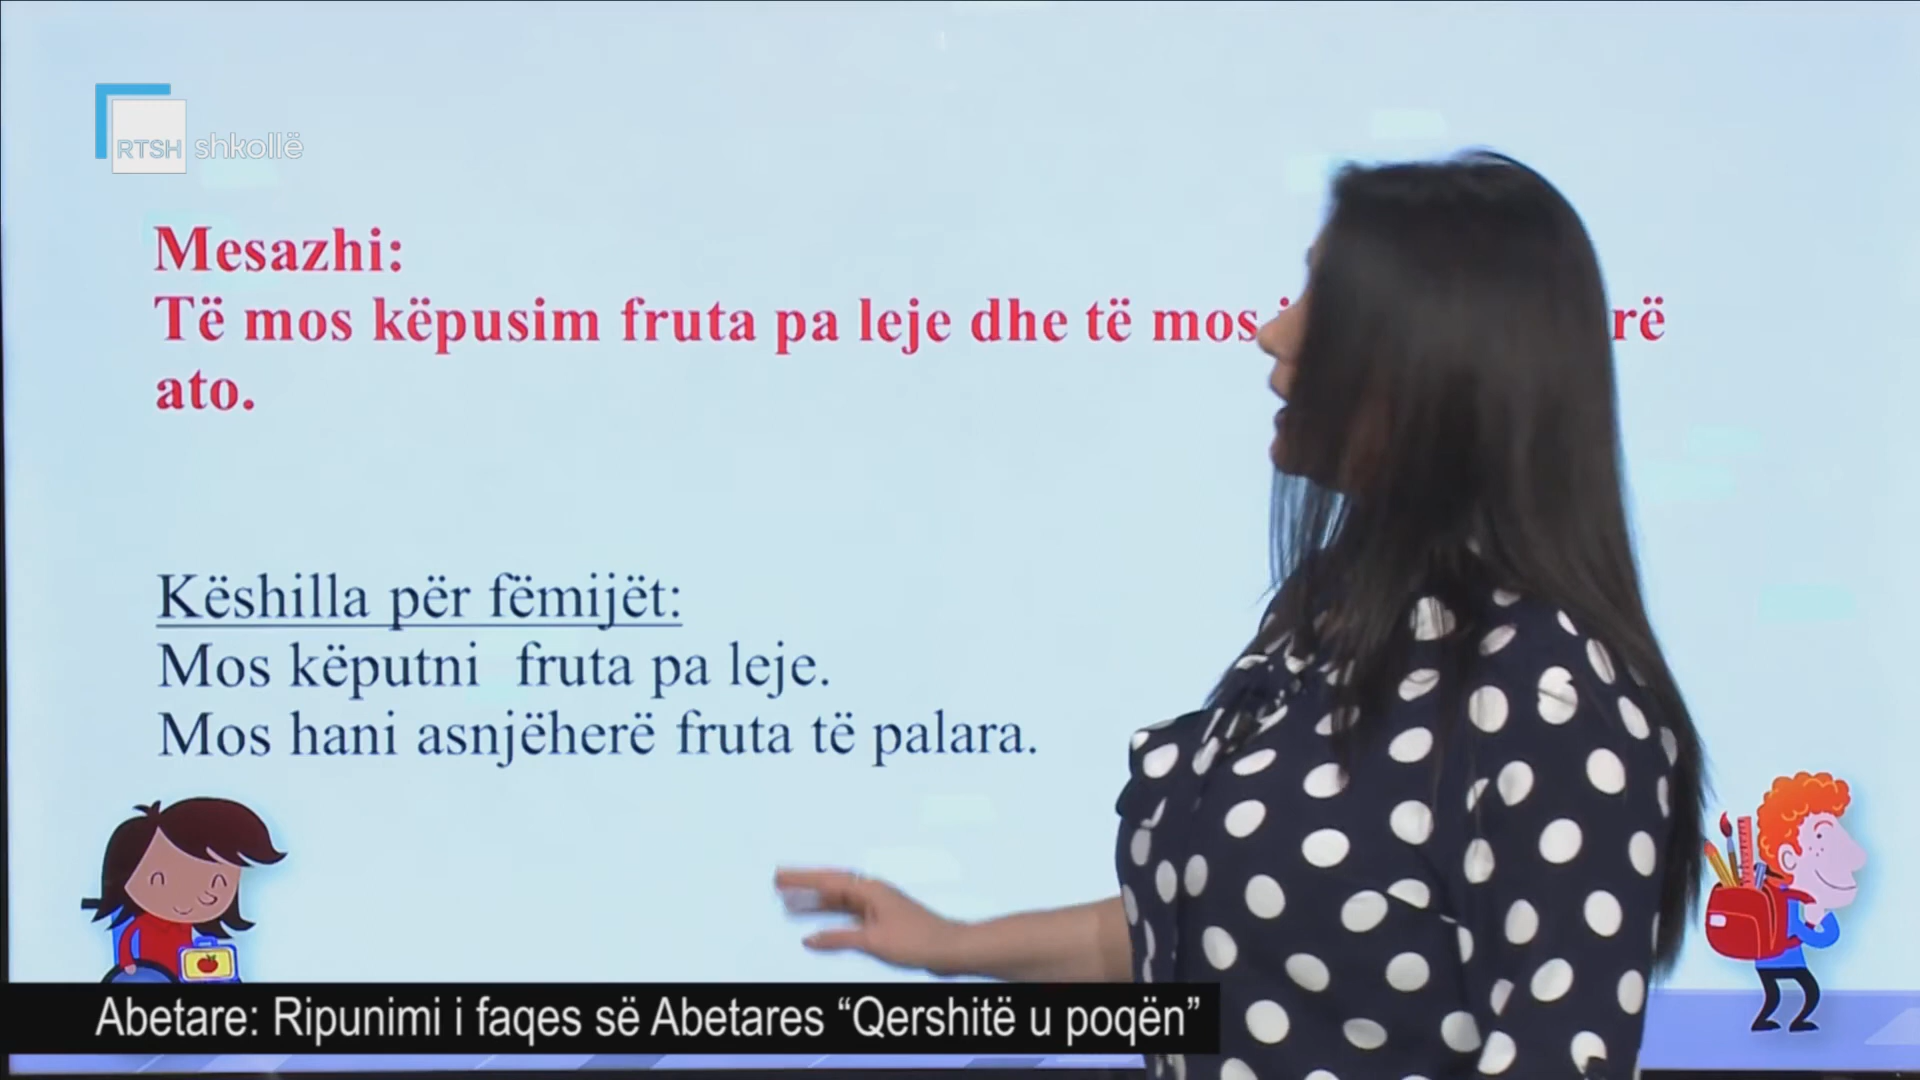 RTSH shkollë
Mesazhi:
Të mos këpusim fruta pa leje dhe të mos
ato.
Këshilla për fëmijët:
Mos këputni fruta pa leje.
Mos hani asnjëherë fruta të palara.
Abetare: Ripunimi i faqes së Abetares “Qershitë u poqën”